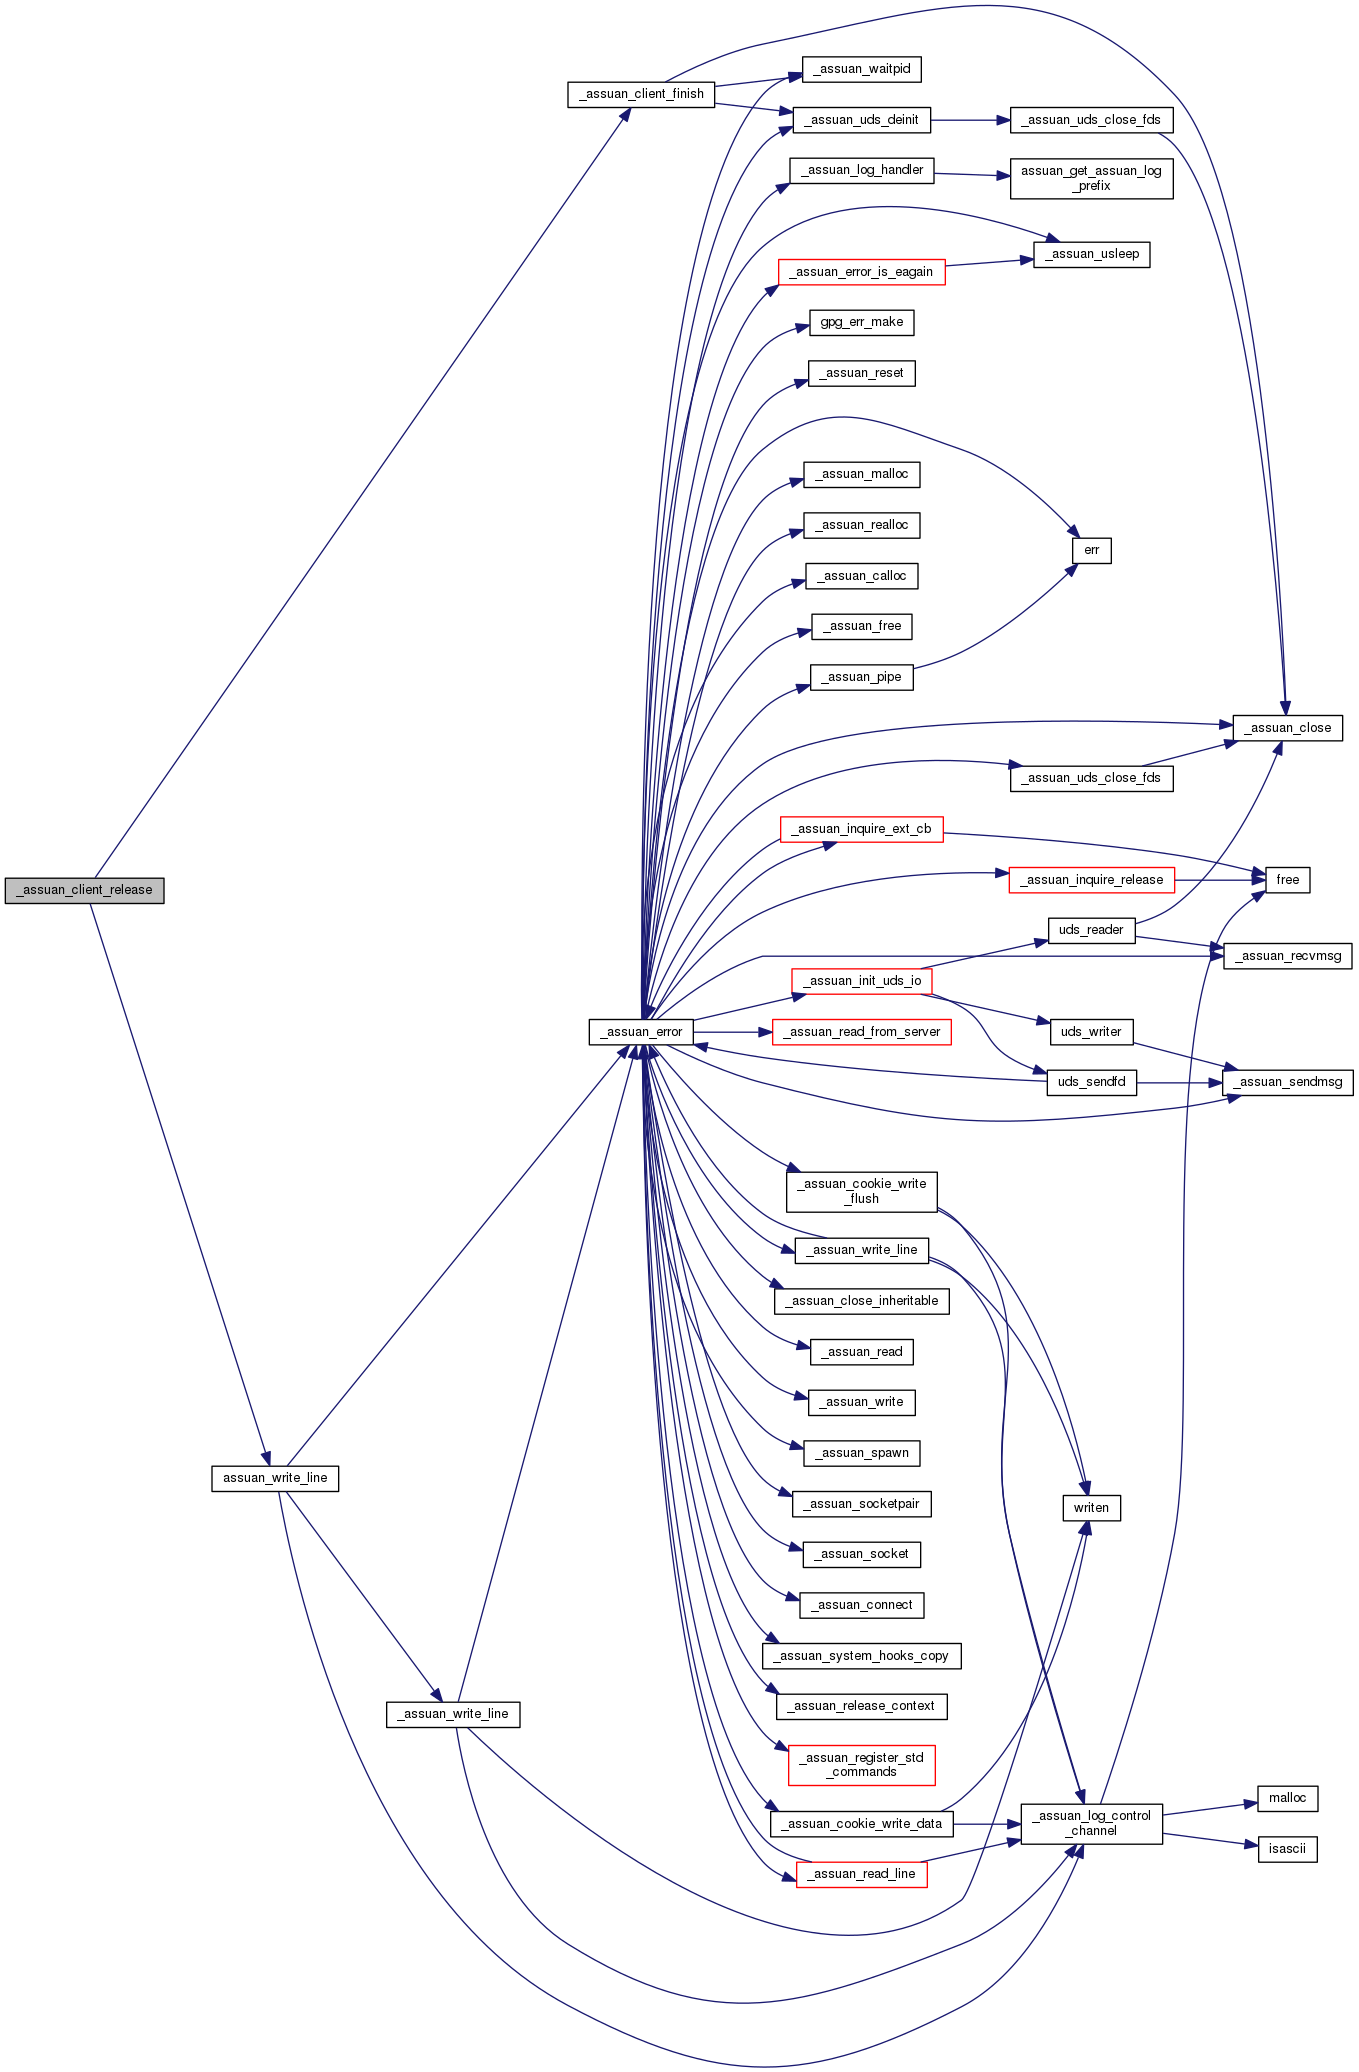 _assuan_client_release
_assuan_client_finish
assuan_write_line
_assuan_write_line
_assuan_error
_assuan_waitpid
_assuan_uds_deinit
_assuan_uds_close_fds
_assuan_log_handler
assuan_get_assuan_log
_prefix
_assuan_usleep
_assuan_error_is_eagain
gpg_err_make
_assuan_reset
_assuan_malloc
_assuan_realloc
err
_assuan_calloc
_assuan_free
_assuan_pipe
_assuan_close
_assuan_uds_close_fds
_assuan_inquire_ext_cb
_assuan_inquire_release
free
uds_reader
_assuan_recvmsg
_assuan_init_uds_io
_assuan_read_from_server
uds_writer
uds_sendfd
_assuan_sendmsg
_assuan_cookie_write
_flush
_assuan_write_line
_assuan_close_inheritable
_assuan_read
_assuan_write
_assuan_spawn
_assuan_socketpair
writen
_assuan_socket
_assuan_connect
_assuan_system_hooks_copy
_assuan_release_context
_assuan_register_std
_commands
_assuan_cookie_write_data
_assuan_log_control
_channel
malloc
isascii
_assuan_read_line